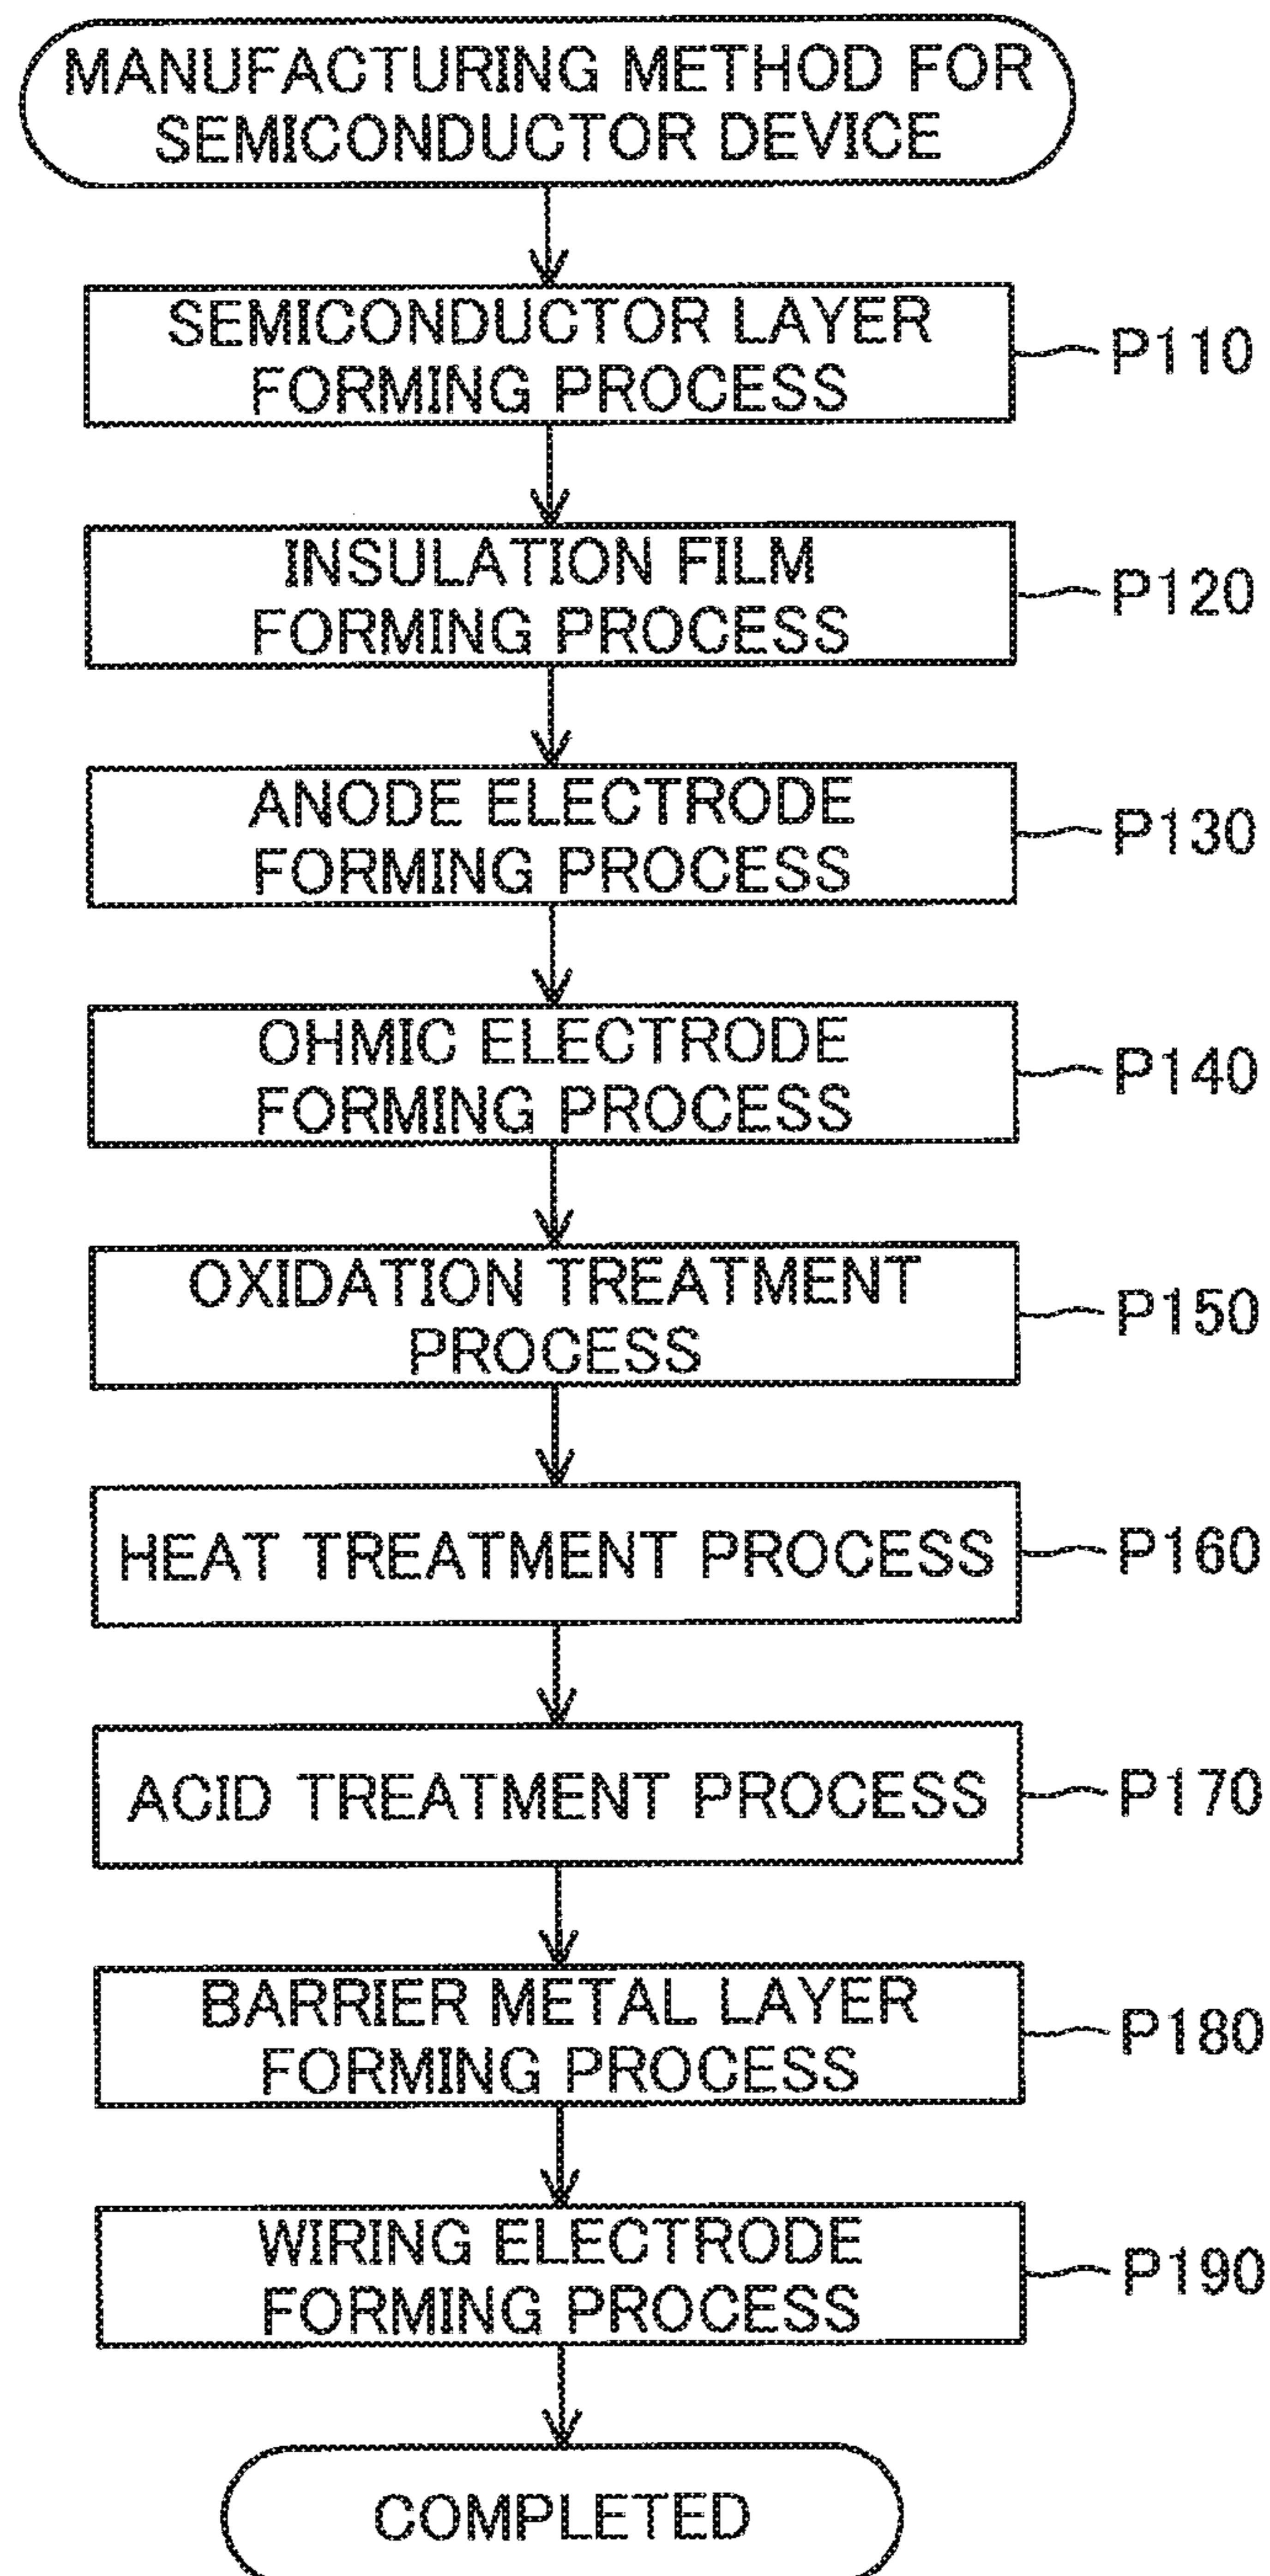 MANUFACTURING METHOD FOR
SEMICONDUCTOR DEVICE
SEMICONDUCTOR LAYER
FORMING PROCESS
P110
INSULATION FILM
FORMING PROCESS
P120
ANODE ELECTRODE
FORMING PROCESS
P130
OHMIC ELECTRODE
FORMING PROCESS
P140
OXIDATION TREATMENT
PROCESS
P150
HEAT TREATMENT PROCESS
P160
ACID TREATMENT PROCESS
P170
BARRIER METAL LAYER
FORMING PROCESS
P180
WIRING ELECTRODE
FORMING PROCESS
P190
COMPLETED